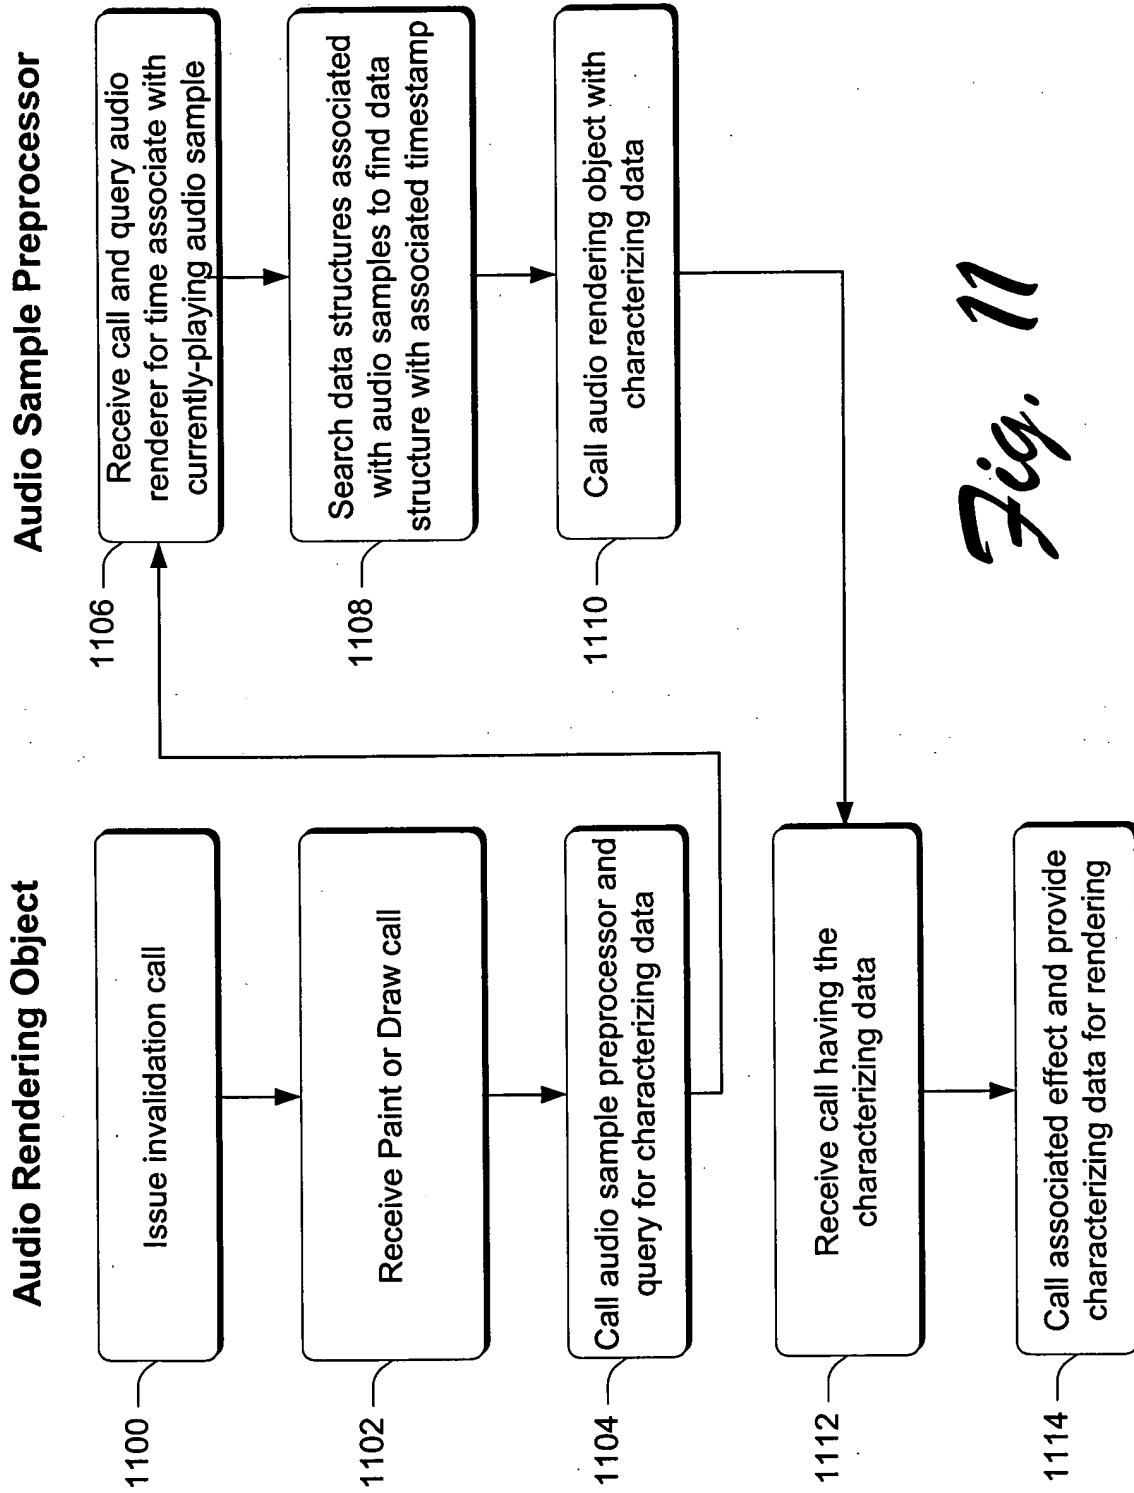 Audio Rendering Object
1100
Issue invalidation call
1102
Receive Paint or Draw call
1104
Call audio sample preprocessor and
query for characterizing data
1112
Receive call having the
characterizing data
1114
Call associated effect and provide
characterizing data for rendering
Audio Sample Preprocessor
1106
Receive call and query audio
renderer for time associate with
currently-playing audio sample
1108
Search data structures associated
with audio samples to find data
structure with associated timestamp
1110
Call audio rendering object with
characterizing data
Fig. 11